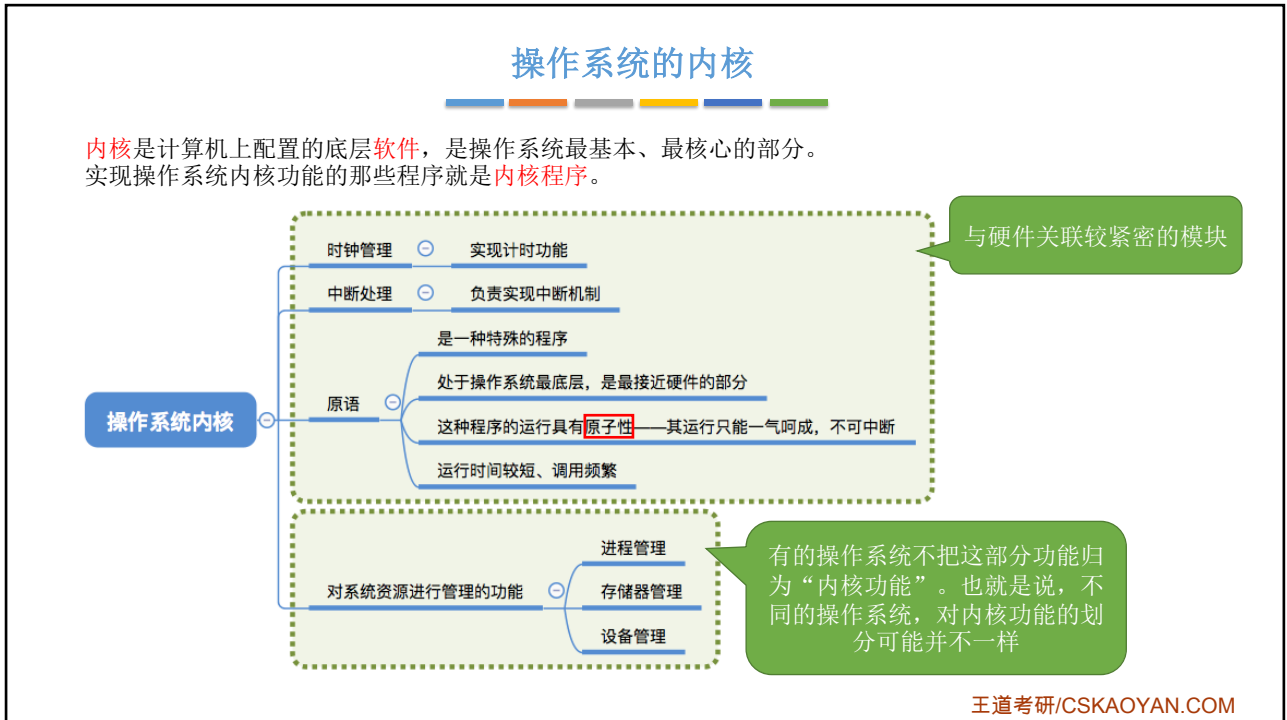 操作系统的内核
内核是计算机上配置的底层软件，是操作系统最基本、最核心的部分。
实现操作系统内核功能的那些程序就是内核程序。
与硬件关联较紧密的模块
时钟管理 实现计时功能
中断处理 负责实现中断机制
是一种特殊的程序
处于操作系统最底层，是最接近硬件的部分
原语
这种程序的运行具有原子性——其运行只能一气呵成，不可中断
运行时间较短、调用频繁
操作系统内核
进程管理
对系统资源进行管理的功能 存储器管理
设备管理
有的操作系统不把这部分功能归
为“内核功能”。也就是说，不
同的操作系统，对内核功能的划
分可能并不一样
王道考研/CSKAOYAN.COM